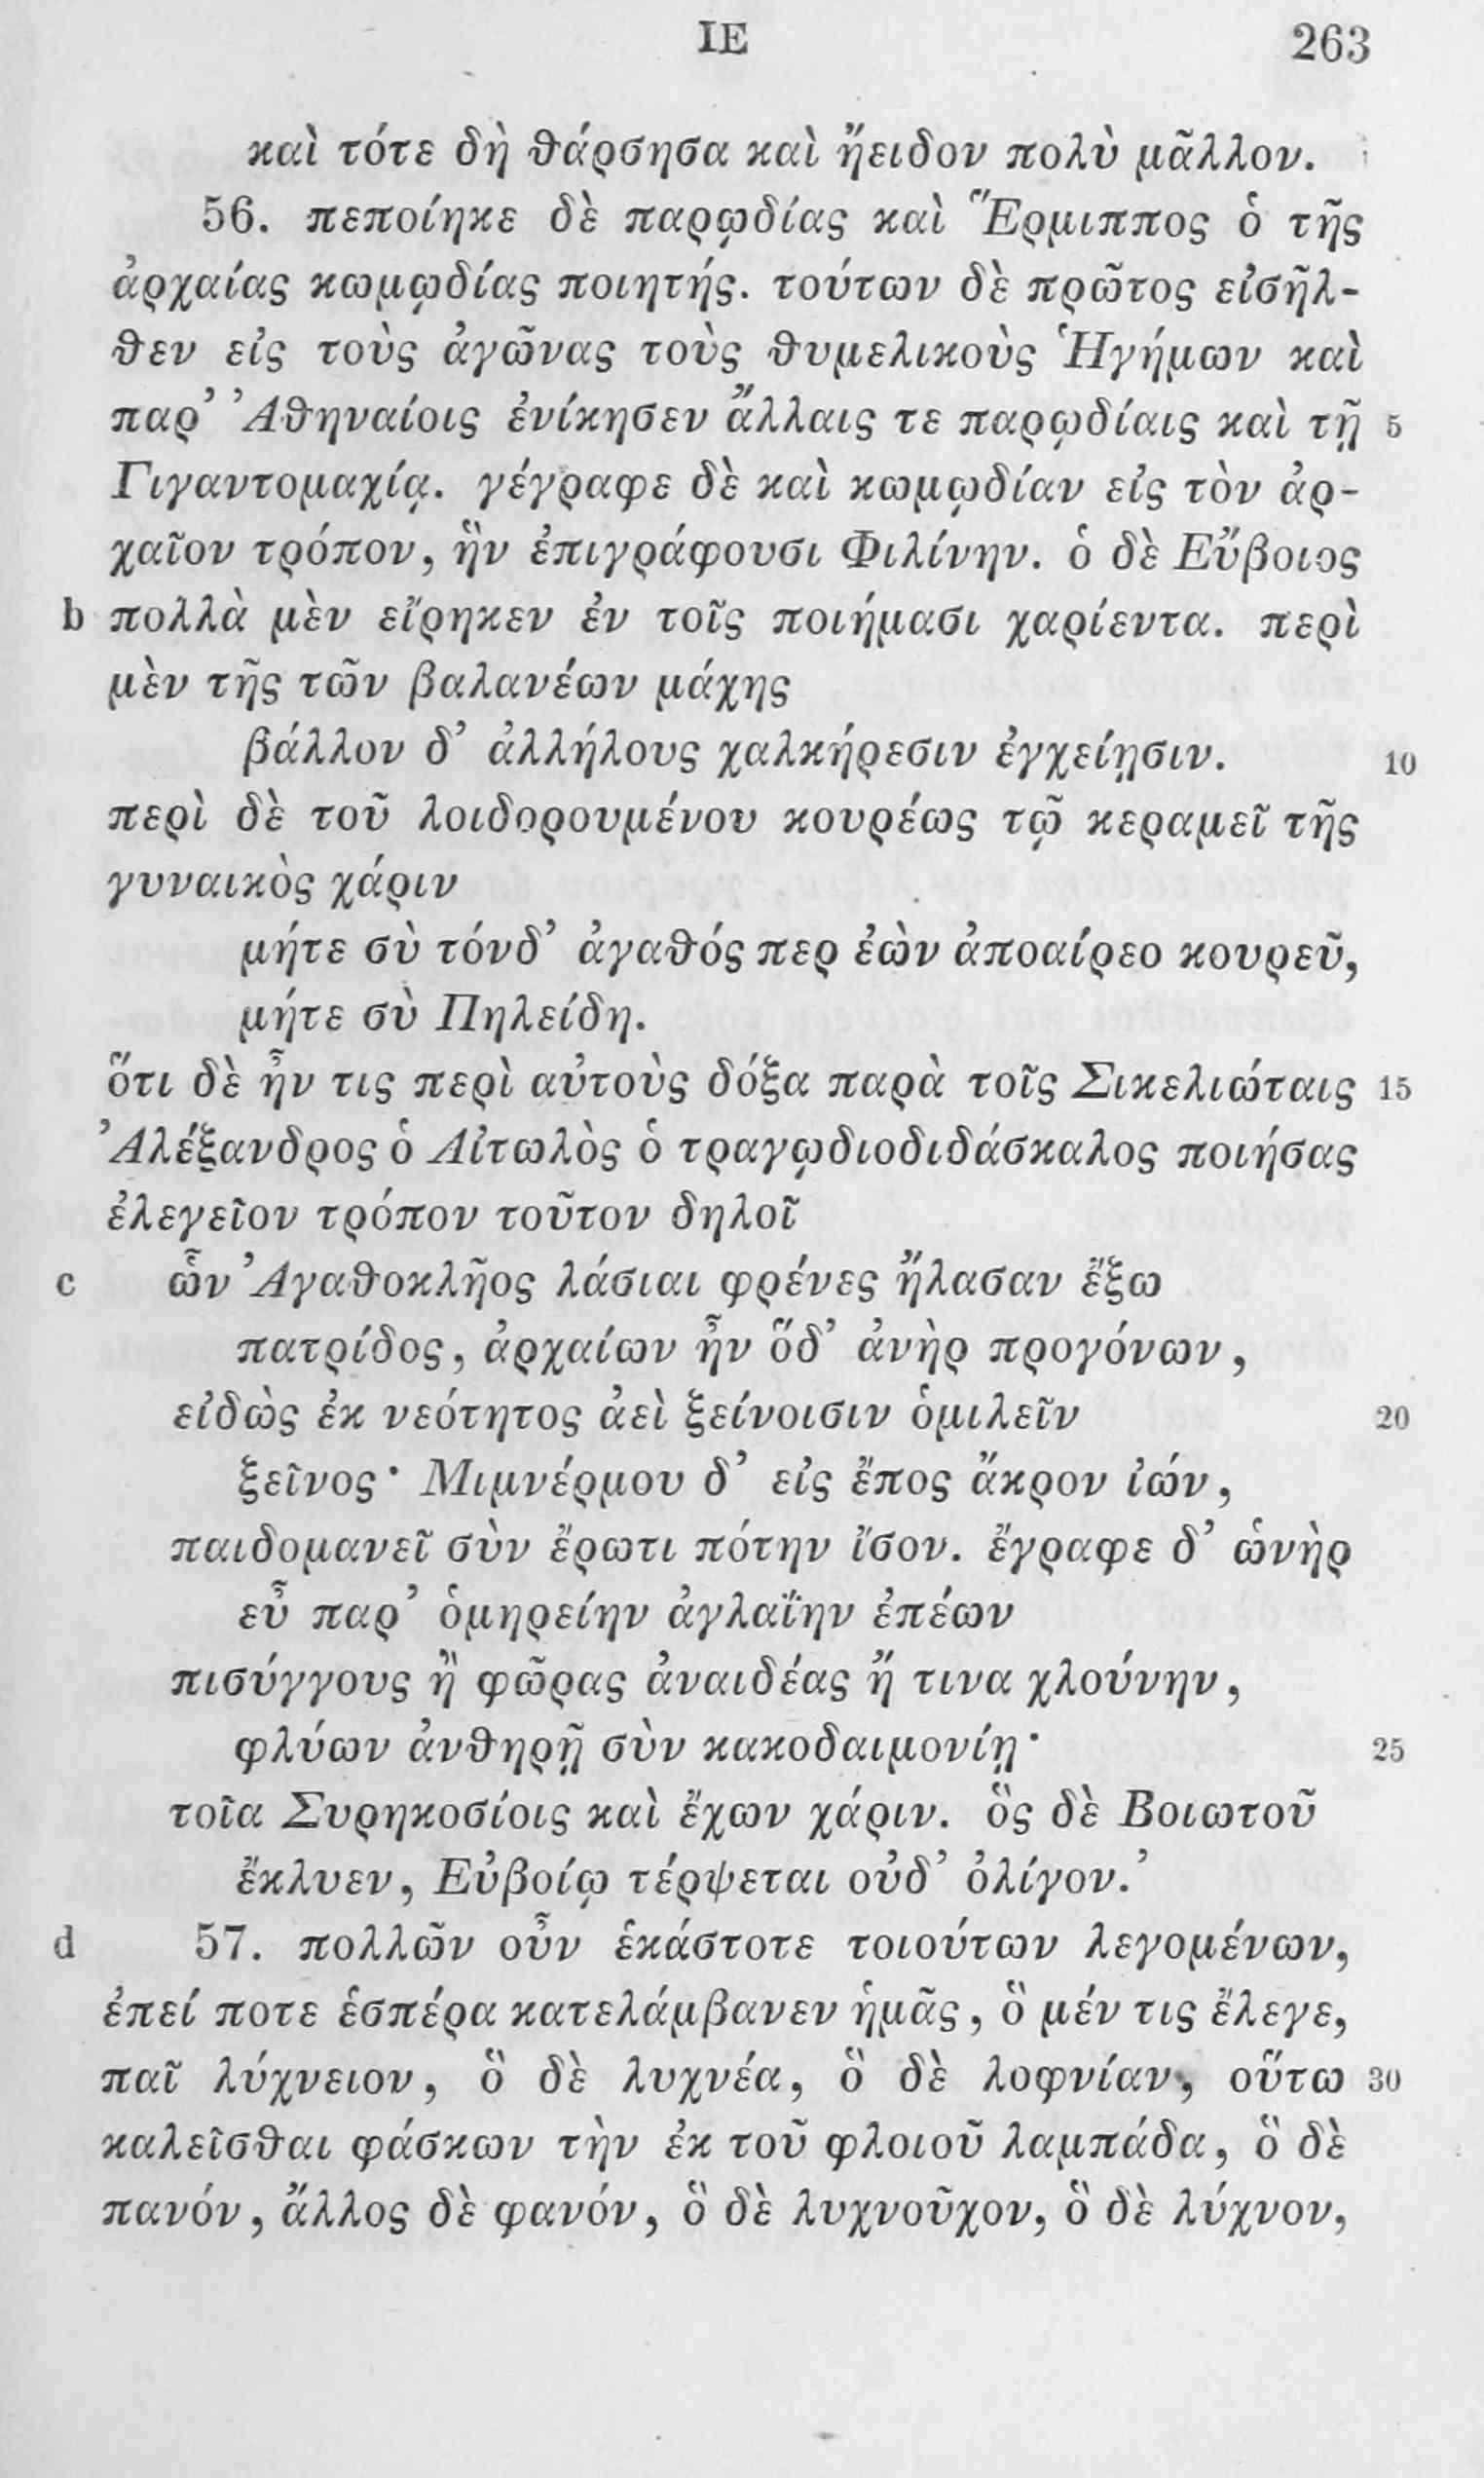 ΙΕ 263
καὶ τότε δὴ θάρσησα καὶ ἤειδον πολὺ μᾶλλον.
56. πεποίηκε δὲ παρῳδίας καὶ Ἕρμιππος ὁ τῆς
ἀρχαίας κωμῳδίας ποιητής. τούτων δὲ πρῶτος εἰσῆλ-
θεν εἰς τοὺς ἀγῶνας τοὺς θυμελικοὺς Ἡγήμων καὶ
παρ’ Ἀθηναίοις ἐνίκησεν ἄλλαις τε παρῳδίαις καὶ τῇ 5
Γιγαντομαχίᾳ. γέγραφε δὲ καὶ κωμῳδίαν εἰς τὸν ἀρ-
χαῖον τρόπον, ἣν ἐπιγράφουσι Φιλίνην. ὁ δὲ Εὔβοιος
b πολλὰ μὲν εἴρηκεν ἐν τοῖς ποιήμασι χαρίεντα. περὶ
μὲν τῆς τῶν βαλανέων μάχης
βάλλον δ’ ἀλλήλους χαλκήρεσιν ἐγχείῃσιν. 10
περὶ δὲ τοῦ λοιδορουμένου κουρέως τῷ κεραμεῖ τῆς
γυναικὸς χάριν
μήτε σὺ τόνδ’ ἀγαθός περ ἐὼν ἀποαίρεο κουρεῦ,
μήτε σὺ Πηλείδη.
ὅτι δὲ ἦν τις περὶ αὐτοὺς δόξα παρὰ τοῖς Σικελιώταις 15
Ἀλέξανδρος ὁ Αἰτωλὸς ὁ τραγῳδιοδιδάσκαλος ποιήσας
ἐλεγεῖον τρόπον τοῦτον δηλοῖ
c ὧν Ἀγαθοκλῆος λάσιαι φρένες ἤλασαν ἔξω
πατρίδος, ἀρχαίων ἦν ὅδ’ ἀνὴρ προγόνων,
εἰδὼς ἐκ νεότητος ἀεὶ ξείνοισιν ὁμιλεῖν 20
ξεῖνος· Μιμνέρμου δ’ εἰς ἔπος ἄκρον ἰών,
παιδομανεῖ σὺν ἔρωτι πότην ἴσον. ἔγραφε δ’ ὡνὴρ
εὖ παρ’ ὁμηρείην ἀγλαΐην ἐπέων
πισύγγους ἢ φῶρας ἀναιδέας ἤ τινα χλούνην,
φλύων ἀνθηρῇ σὺν κακοδαιμονίῃ· 25
τοῖα Συρηκοσίοις καὶ ἔχων χάριν. ὃς δὲ Βοιωτοῦ
ἔκλυεν, Εὐβοίῳ τέρψεται οὐδ’ ὀλίγον.’
d 57. πολλῶν οὖν ἑκάστοτε τοιούτων λεγομένων,
ἐπεί ποτε ἑσπέρα κατελάμβανεν ἡμᾶς, ὃ μέν τις ἔλεγε,
παῖ λύχνειον, ὃ δὲ λυχνέα, ὃ δὲ λοφνίαν, οὕτω 30
καλεῖσθαι φάσκων τὴν ἐκ τοῦ φλοιοῦ λαμπάδα, ὃ δὲ
πανόν, ἄλλος δὲ φανόν, ὃ δὲ λυχνοῦχον, ὃ δὲ λύχνον,